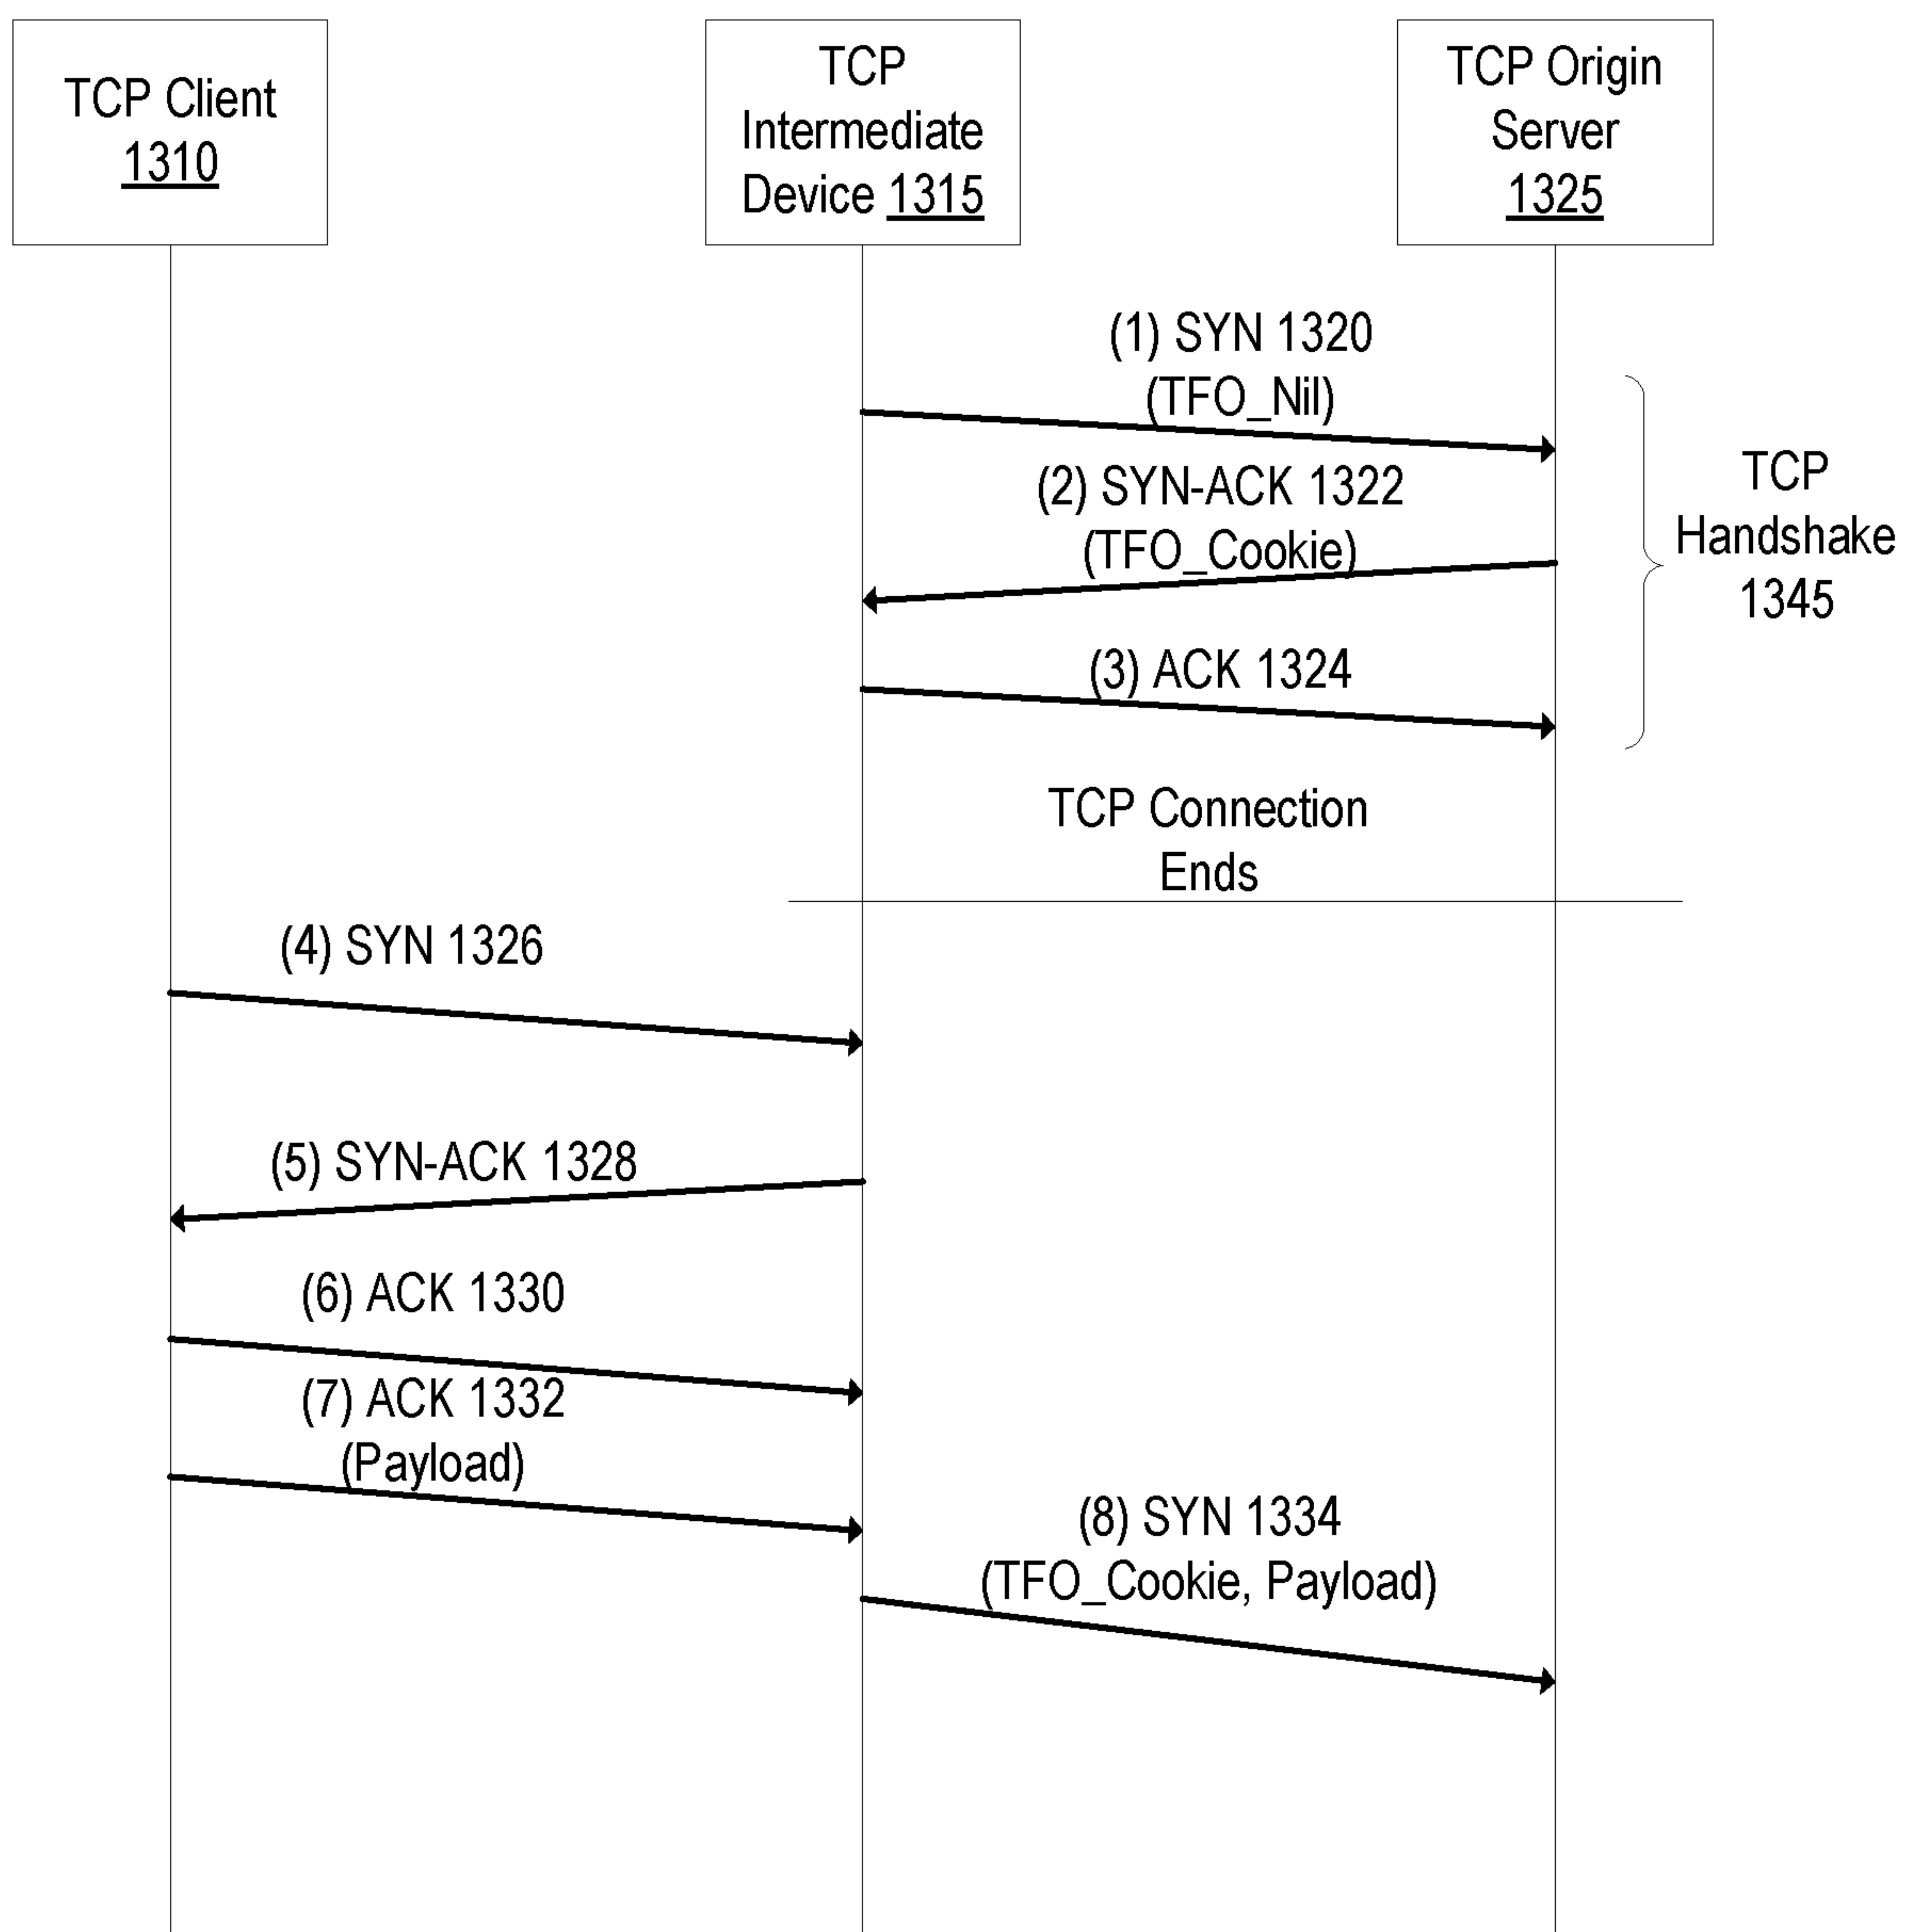 TCP Client
1310
TCP
Intermediate
Device 1315
TCP Origin
Server
1325
(1) SYN 1320
(TFO_Nil)
(2) SYN-ACK 1322
(TFO_Cookie)
(3) ACK 1324
TCP
Handshake
1345
TCP Connection
Ends
(4) SYN 1326
(5) SYN-ACK 1328
(6) ACK 1330
(7) ACK 1332
(Payload)
(8) SYN 1334
(TFO_Cookie, Payload)